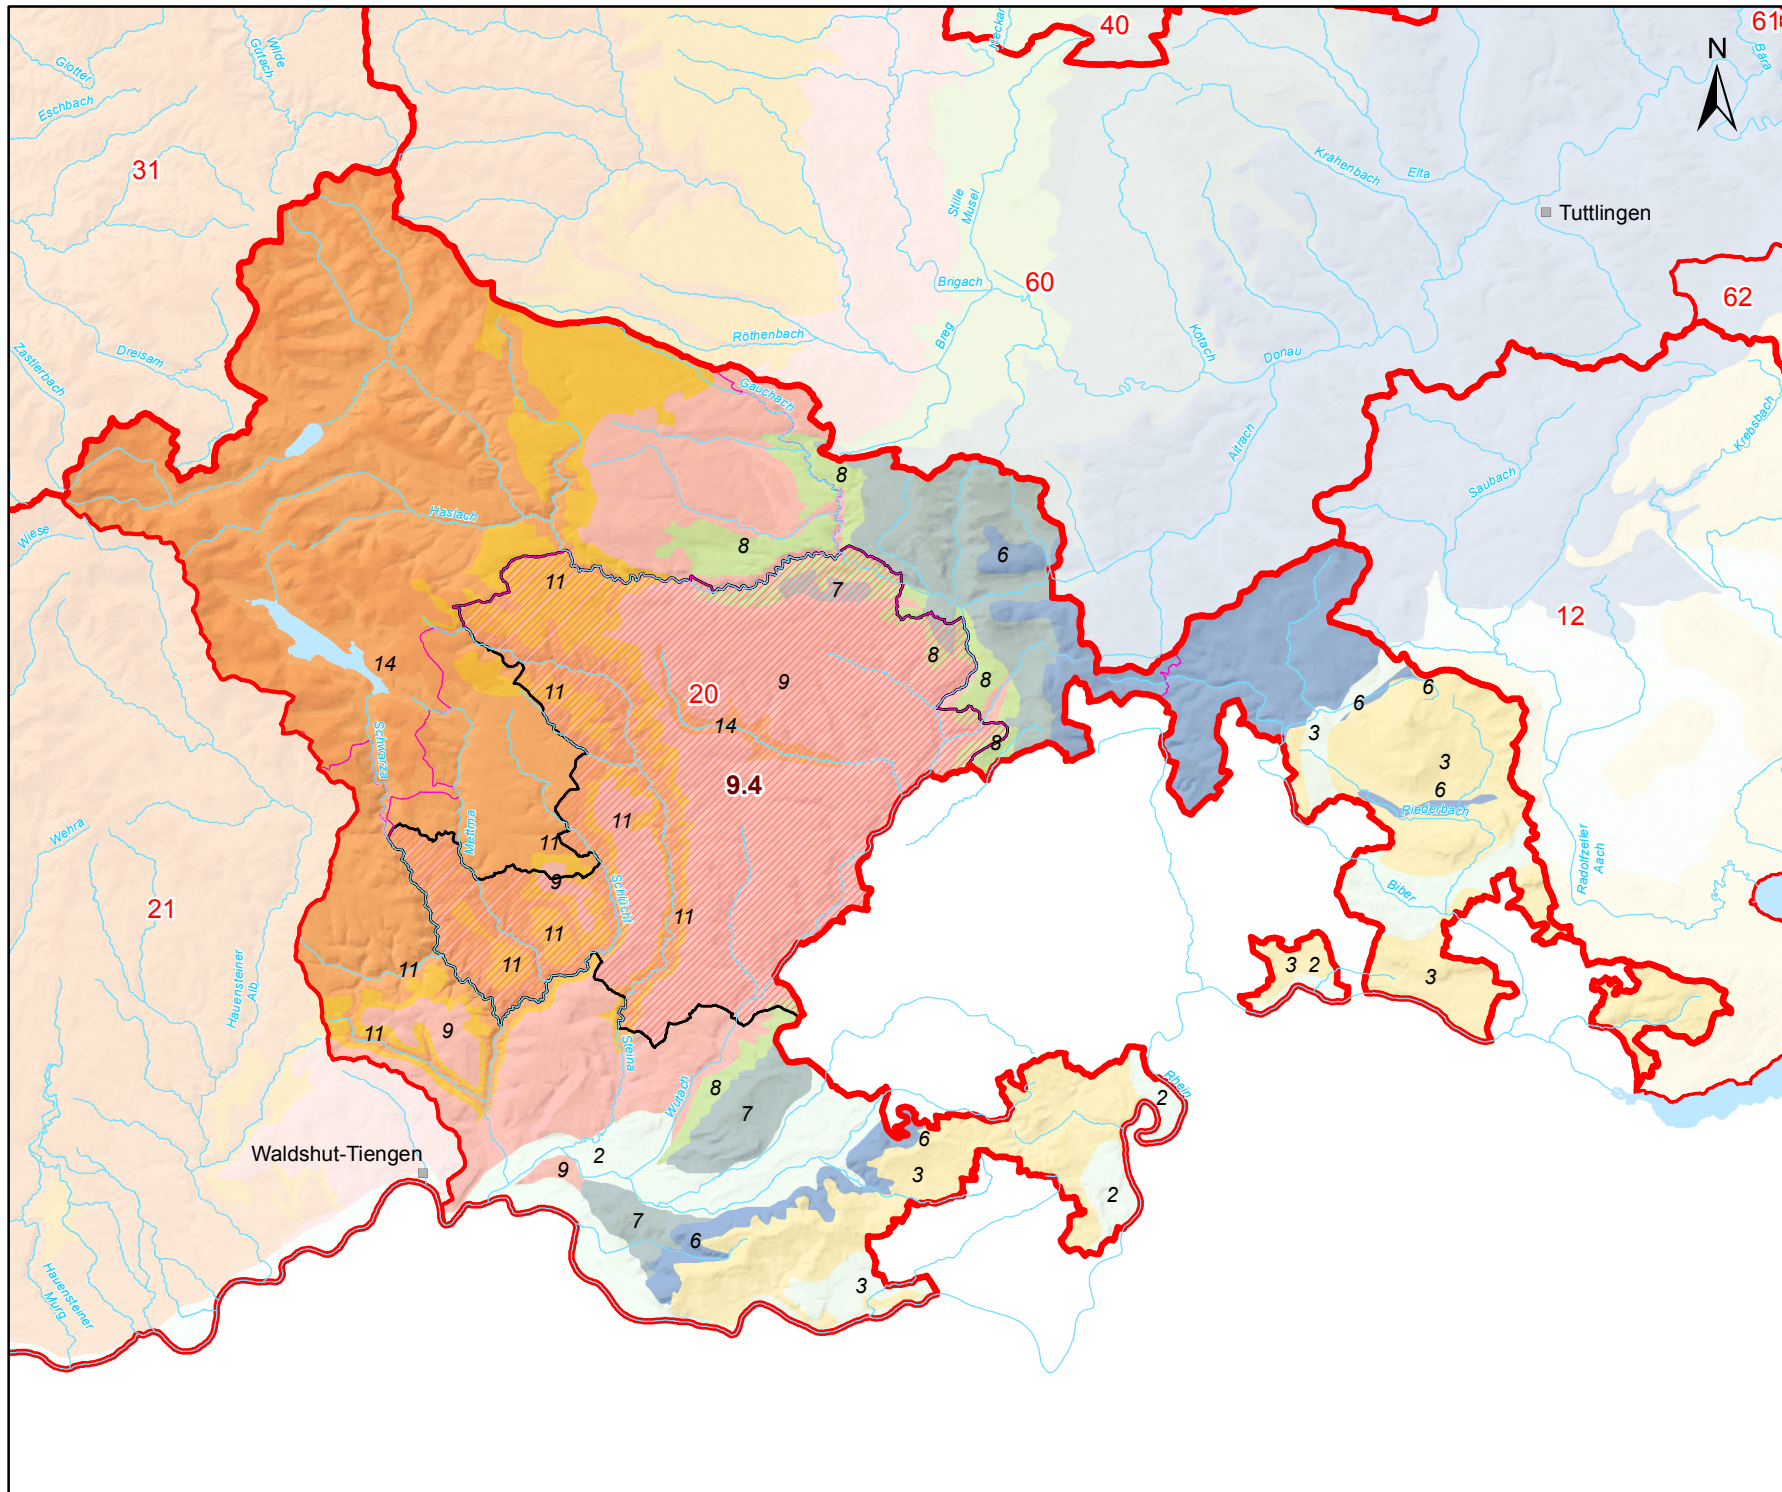 40
61
Neckar
Bära
N
Wilde
Gutach
Glotter
Eschbach
31
Krähenbach
Elta
Stille
Musel
Tuttlingen
60
Brigach
62
Röthenbach
Breg
Kötach
Donau
Dreisam
Zastlerbach
Gauchach
Krebsbach
Aitrach
Saubach
8
Haslach
Wiese
8
6
11
7
12
14
8
11
20
9
8
6
6
14
3
Schwarza
8
3
9.4
6
Riederbach
11
Mettma
11
Wehra
Radolfzeller
Aach
9
Schlücht
Biber
21
11
11
11
11
3
2
3
Hauensteiner
Alb
11
9
Steina
Wutach
8
Rhein
2
7
6
Waldshut-Tiengen
2
9
3
2
7
6
3
Hauensteiner
Murg